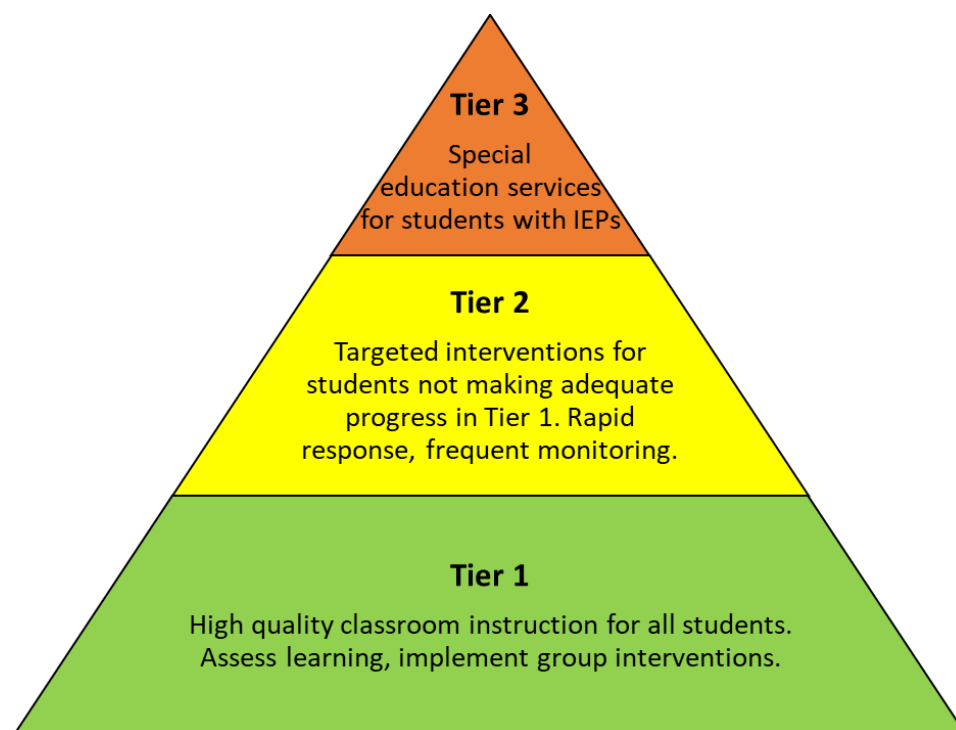 Tier 3
Special
education services
for students with IEPs
Tier 2
Targeted interventions for
students not making adequate
progress in Tier 1. Rapid
response, frequent monitoring.
Tier 1
High quality classroom instruction for all students.
Assess learning, implement group interventions.